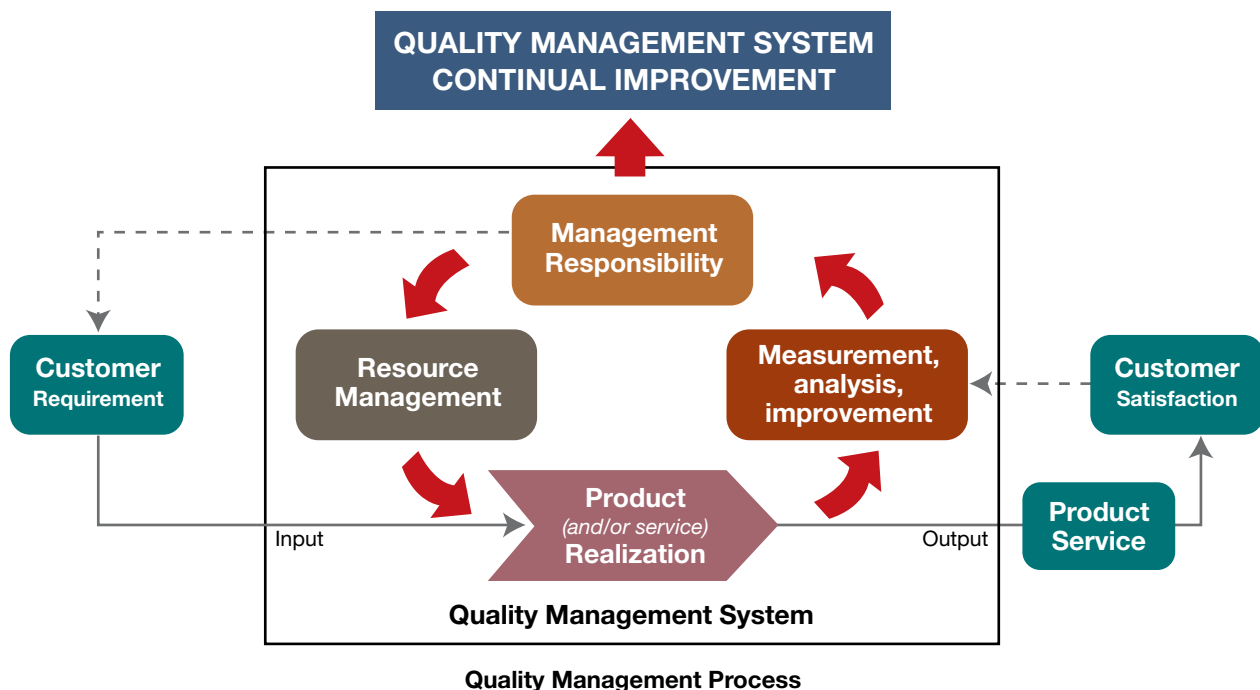 QUALITY MANAGEMENT SYSTEM
CONTINUAL IMPROVEMENT
Management
Responsibility
Customer
Requirement
Resource
Management
Measurement,
analysis,
improvement
Customer
Satisfaction
Input
Product
(and/or service)
Realization
Output
Product
Service
Quality Management System
Quality Management Process